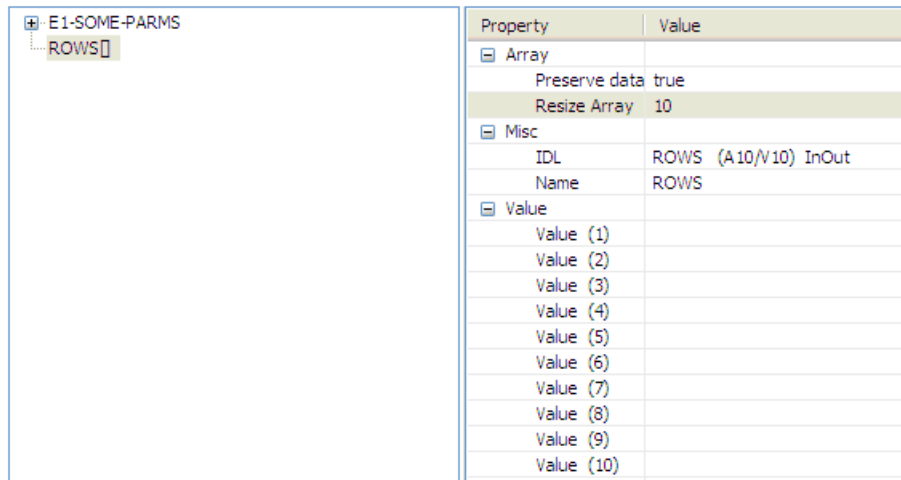 E1-SOME-PARMS
ROWS[]
Property Value
Array
Preserve data true
Resize Array 10
Misc
IDL ROWS (A10/V10) InOut
Name ROWS
Value
Value (1)
Value (2)
Value (3)
Value (4)
Value (5)
Value (6)
Value (7)
Value (8)
Value (9)
Value (10)